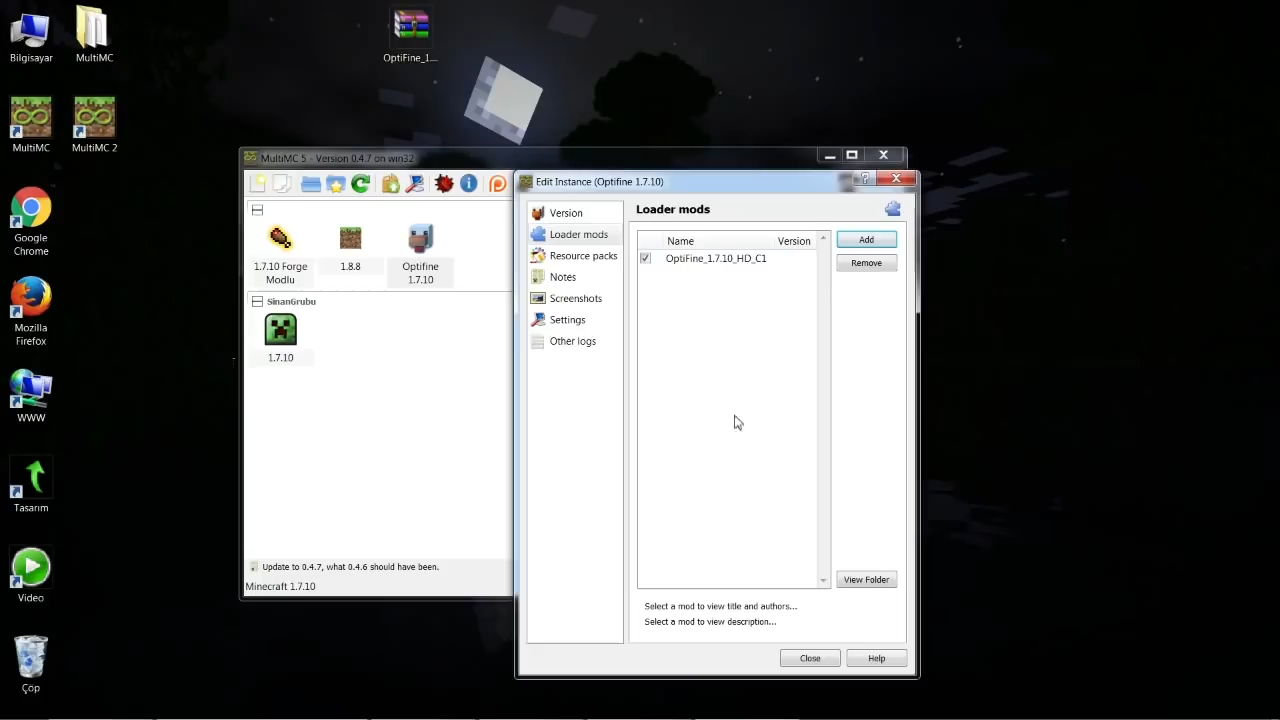 Bilgisayar
MultiMC
OptiFine_1...
MultiMC
MultiMC 2
Google
Chrome
Mozilla
Firefox
WWW
Tasarım
Video
Çöp
MultiMC 5 - Version 0.4.7 on win32
1.7.10 Forge
Modlu
1.8.8
Optifine
1.7.10
SinanGrubu
1.7.10
Update to 0.4.7, what 0.4.6 should have been.
Minecraft 1.7.10
Edit Instance (Optifine 1.7.10)
Version
Loader mods
Resource packs
Notes
Screenshots
Settings
Other logs
Loader mods
Name Version
OptiFine_1.7.10_HD_C1
Add
Remove
View Folder
Select a mod to view title and authors...
Select a mod to view description...
Close
Help